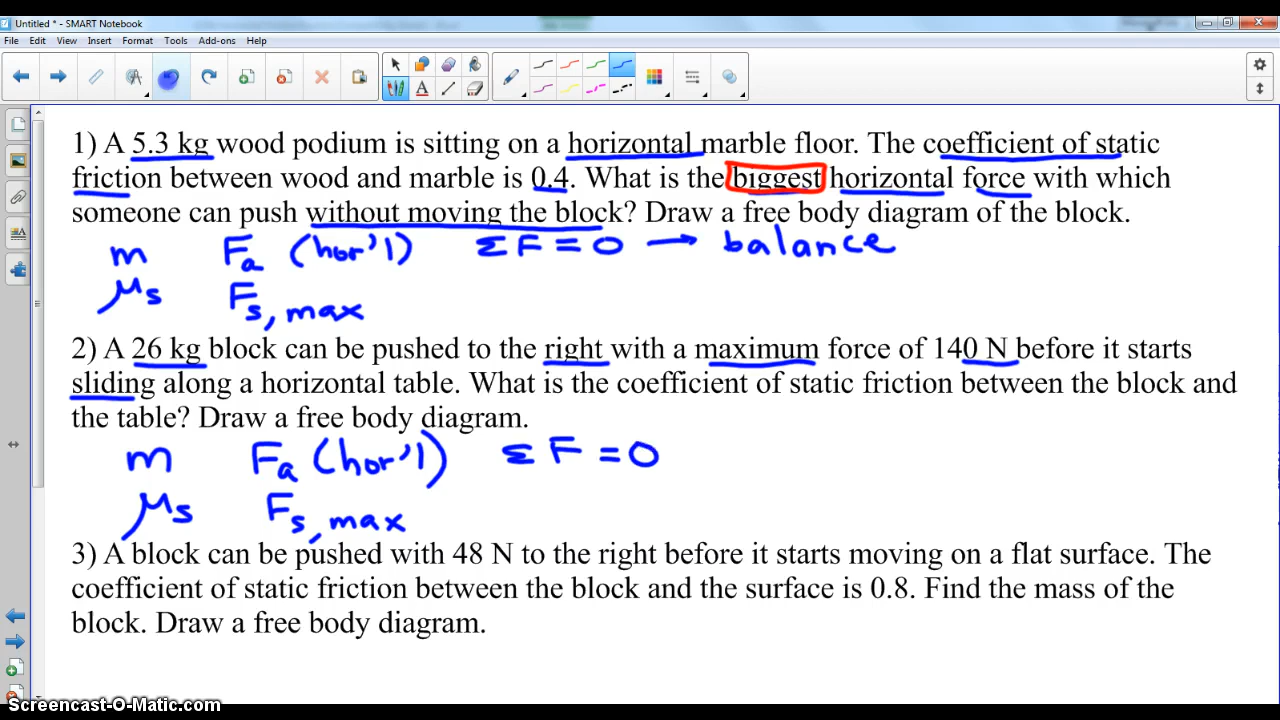 Untitled * - SMART Notebook
File Edit View Insert Format Tools Add-ons Help
1) A 5.3 kg wood podium is sitting on a horizontal marble floor. The coefficient of static
friction between wood and marble is 0.4. What is the biggest horizontal force with which
someone can push without moving the block? Draw a free body diagram of the block.
m Fa (hor'l) ΣF = 0 → balance
μs Fs, max
2) A 26 kg block can be pushed to the right with a maximum force of 140 N before it starts
sliding along a horizontal table. What is the coefficient of static friction between the block and
the table? Draw a free body diagram.
m Fa (hor'l) ΣF = 0
μs Fs, max
3) A block can be pushed with 48 N to the right before it starts moving on a flat surface. The
coefficient of static friction between the block and the surface is 0.8. Find the mass of the
block. Draw a free body diagram.
Screencast-O-Matic.com